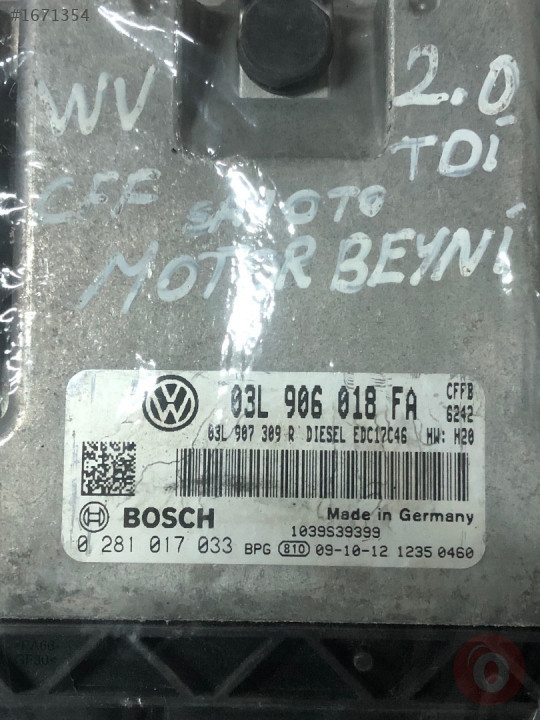 #1671354
WV 2.0
TDİ
CFF SAMOTO
MOTOR BEYNİ
03L 906 018 FA CFFB
6242
03L 907 309 R DIESEL EDC17C46 HW: H20
BOSCH Made in Germany
1039S39399
0 281 017 033 BPG 810 09-10-12 1235 0460